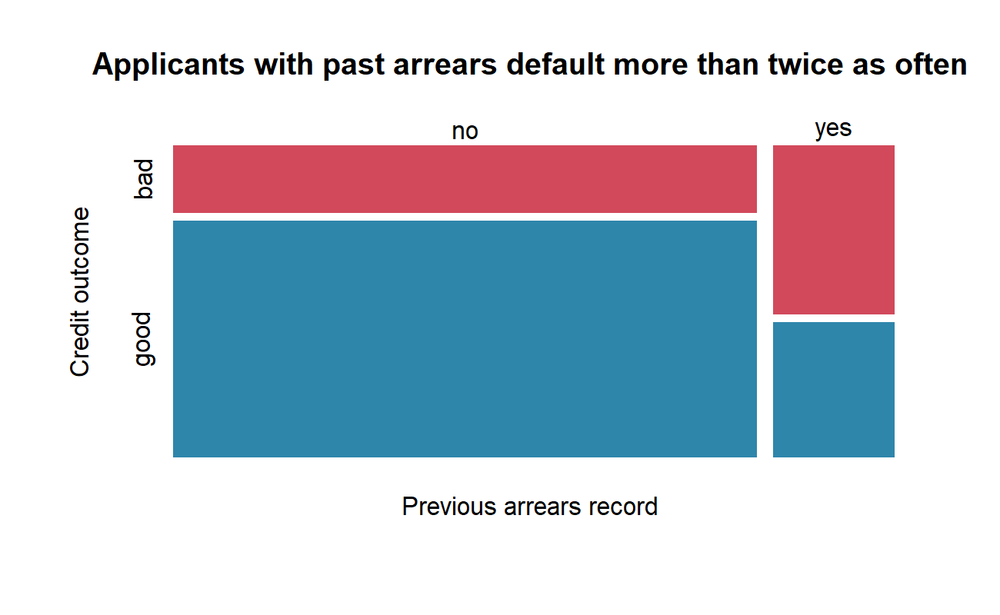 Applicants with past arrears default more than twice as often
no
yes
bad
good
Credit outcome
Previous arrears record